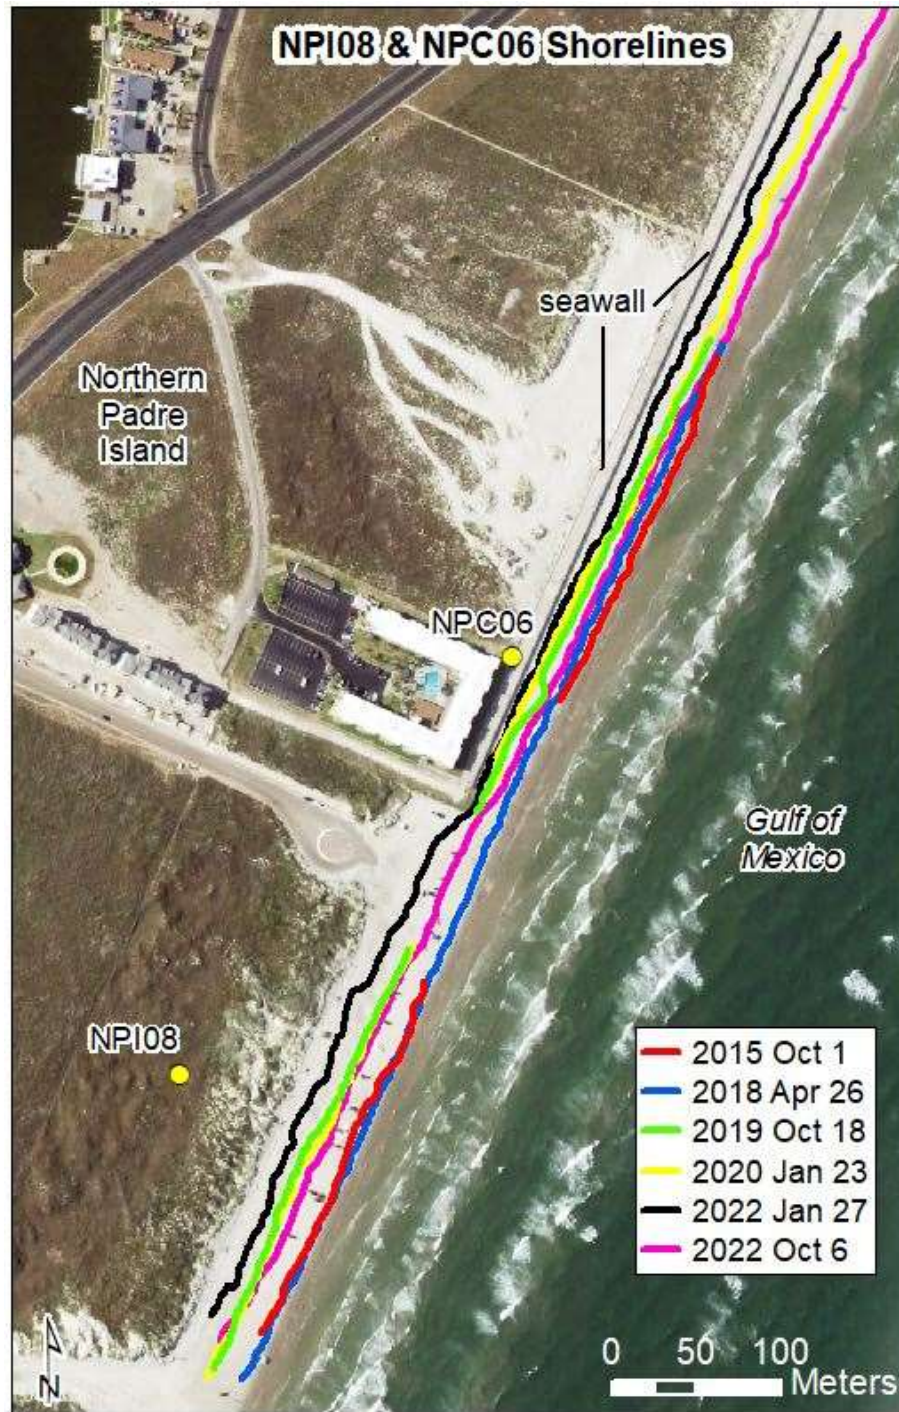 NPI08 & NPC06 Shorelines
seawall
Northern
Padre
Island
NPC06
Gulf of
Mexico
NPI08
2015 Oct 1
2018 Apr 26
2019 Oct 18
2020 Jan 23
2022 Jan 27
2022 Oct 6
N
0 50 100
Meters